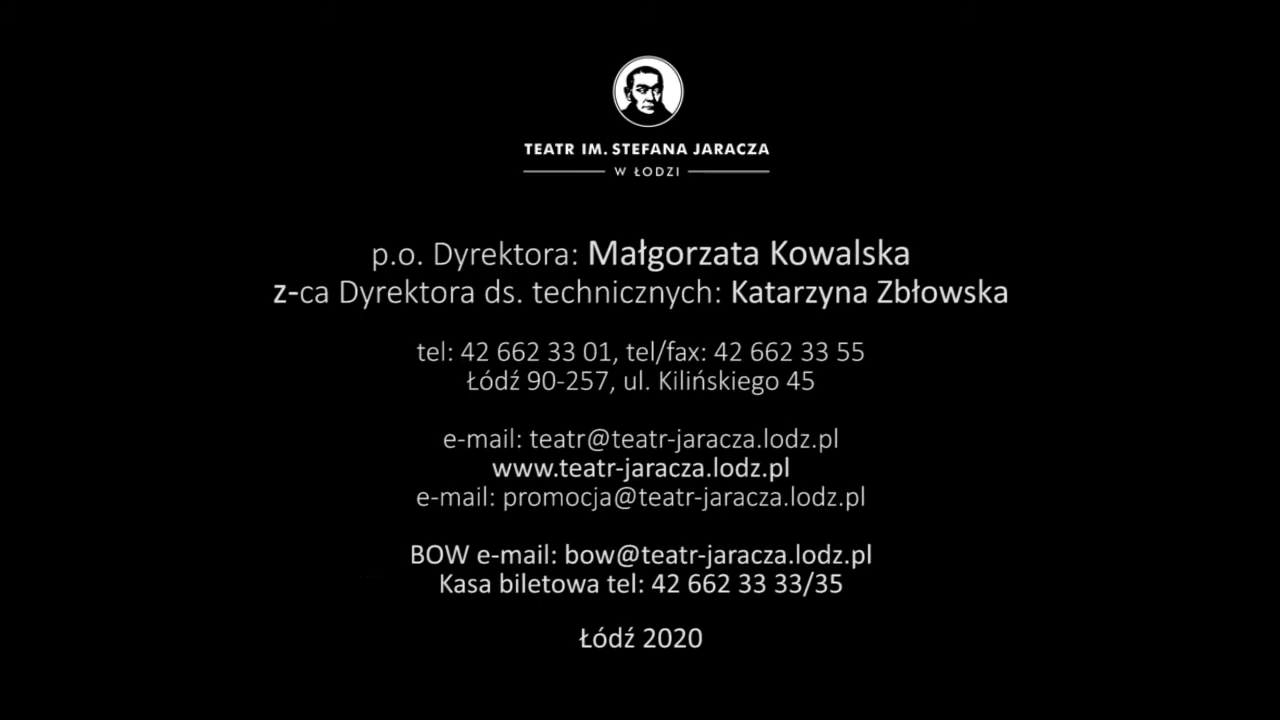 TEATR IM. STEFANA JARACZA
W ŁODZI
p.o. Dyrektora: Małgorzata Kowalska
z-ca Dyrektora ds. technicznych: Katarzyna Zbłowska
tel: 42 662 33 01, tel/fax: 42 662 33 55
Łódź 90-257, ul. Kilińskiego 45
e-mail: teatr@teatr-jaracza.lodz.pl
www.teatr-jaracza.lodz.pl
e-mail: promocja@teatr-jaracza.lodz.pl
BOW e-mail: bow@teatr-jaracza.lodz.pl
Kasa biletowa tel: 42 662 33 33/35
Łódź 2020